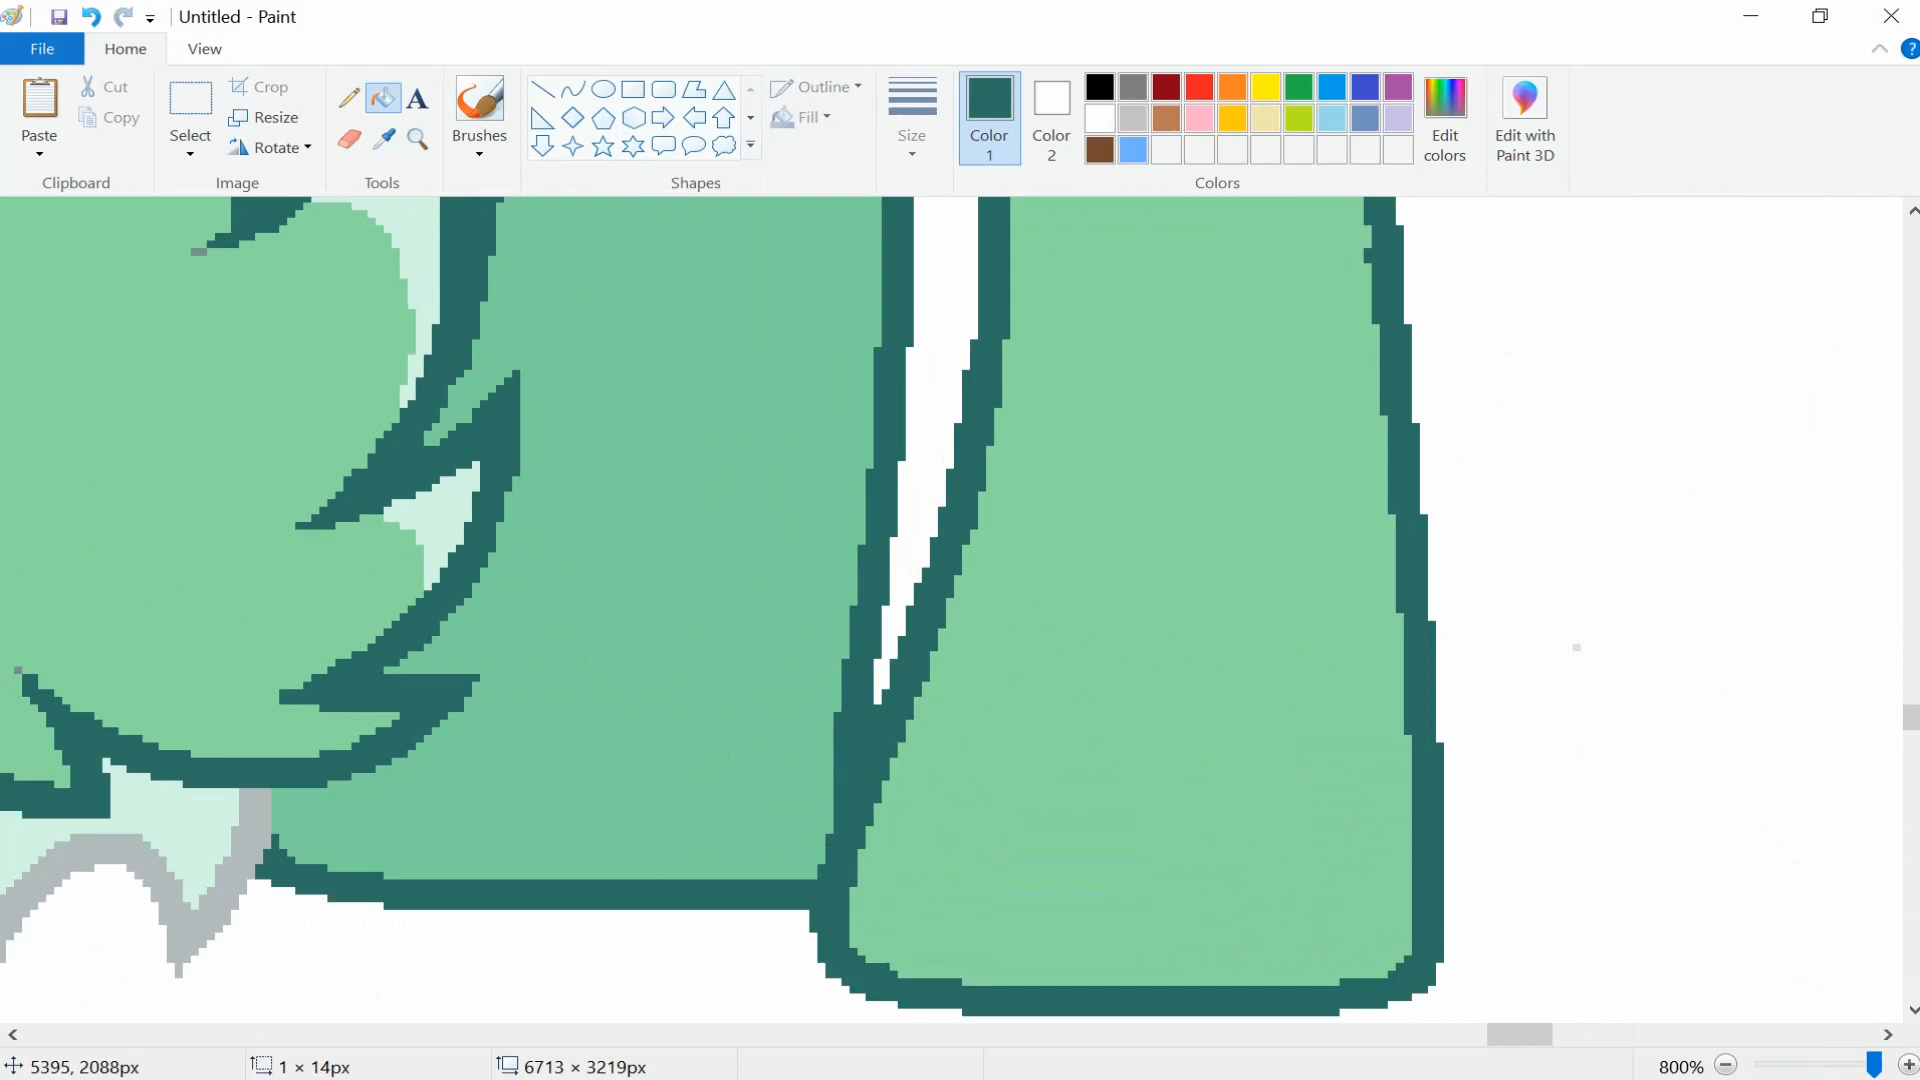 Untitled - Paint
File Home View
Paste
Cut
Copy
Clipboard
Select
Crop
Resize
Rotate
Image
A
Tools
Brushes
Outline
Fill
Shapes
Size
Color 1
Color 2
Edit colors
Colors
Edit with Paint 3D
?
5395, 2088px
1 × 14px
6713 × 3219px
800%